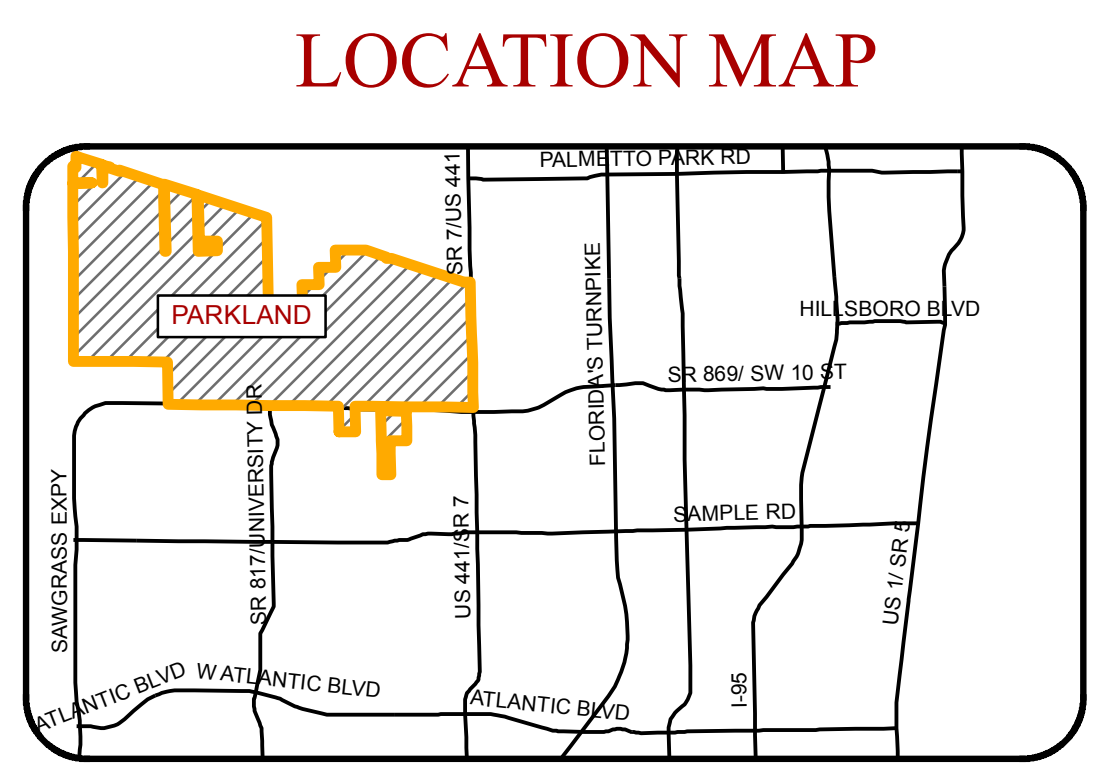 LOCATION MAP
PALMETTO PARK RD
SR 7/US 441
FLORIDA'S TURNPIKE
HILLSBORO BLVD
PARKLAND
SR 869/ SW 10 ST
SR 817/UNIVERSITY DR
SAWGRASS EXPY
US 441/SR 7
SAMPLE RD
US 1/ SR 5
ATLANTIC BLVD
W ATLANTIC BLVD
ATLANTIC BLVD
I-95